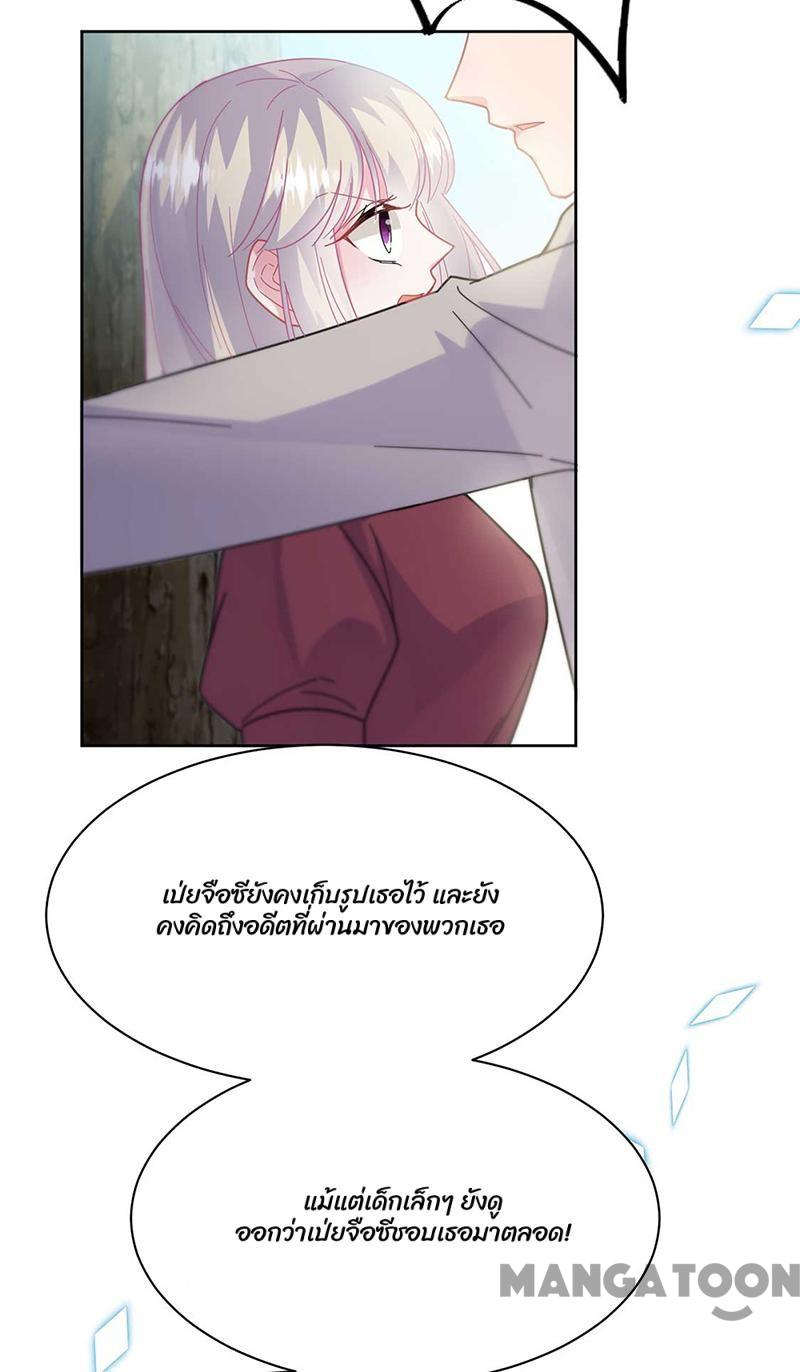 เป่ยจือซียังคงเก็บรูปเธอไว้ และยัง
คงคิดถึงอดีตที่ผ่านมาของพวกเธอ
แม้แต่เด็กเล็กๆ ยังดู
ออกว่าเป่ยจือซีชอบเธอมาตลอด!
MANGATOON